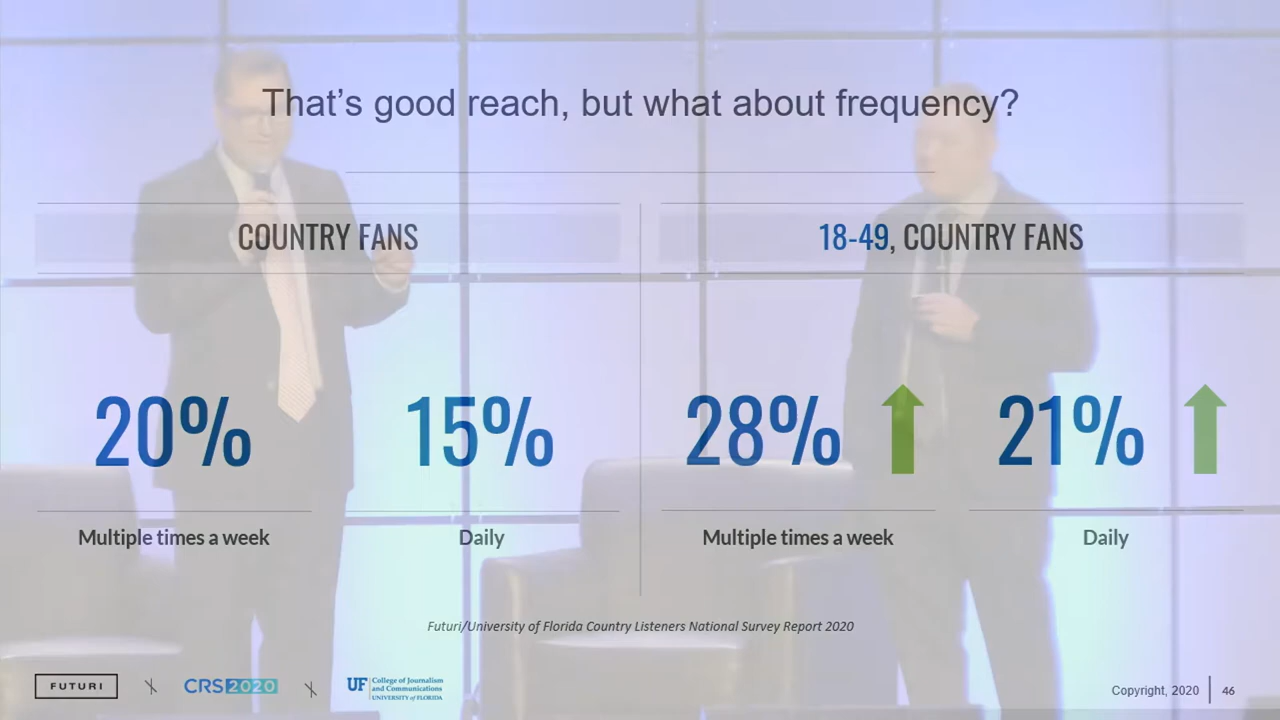 That's good reach, but what about frequency?
COUNTRY FANS
18-49, COUNTRY FANS
20%
15%
28%
21%
Multiple times a week
Daily
Multiple times a week
Daily
Futuri/University of Florida Country Listeners National Survey Report 2020
FUTURI
CRS2020
UF
College of Journalism
and Communications
UNIVERSITY of FLORIDA
Copyright, 2020
46